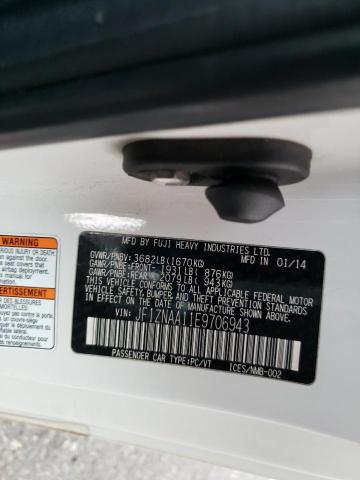 WARNING
INJURY OR DEATH
MFD. BY FUJI HEAVY INDUSTRIES LTD.
MFD IN 01/14
GVWR/PNBV: 3682LB(1670KG)
GAWR/PNBE:FRONT- 1931LB( 876KG)
GAWR/PNBE:REAR - 2079LB( 943KG)
THIS VEHICLE CONFORMS TO ALL APPLICABLE FEDERAL MOTOR
VEHICLE SAFETY, BUMPER, AND THEFT PREVENTION STANDARDS
IN EFFECT ON THE DATE OF MANUFACTURE SHOWN ABOVE.
VIN: JF1ZNAA11E9706943
PASSENGER CAR TYPE:PC/VT
ICES/NMB-002